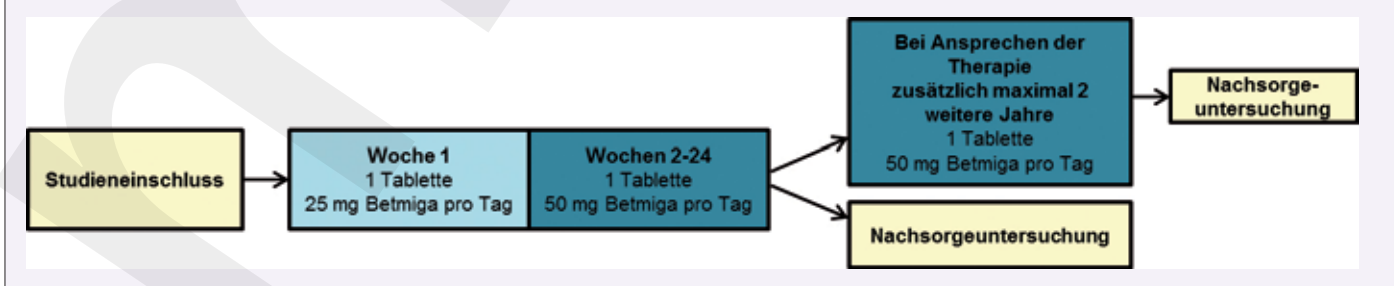 Studieneinschluss
Woche 1
1 Tablette
25 mg Betmiga pro Tag
Wochen 2-24
1 Tablette
50 mg Betmiga pro Tag
Bei Ansprechen der
Therapie
zusätzlich maximal 2
weitere Jahre
1 Tablette
50 mg Betmiga pro Tag
Nachsorge-
untersuchung
Nachsorgeuntersuchung